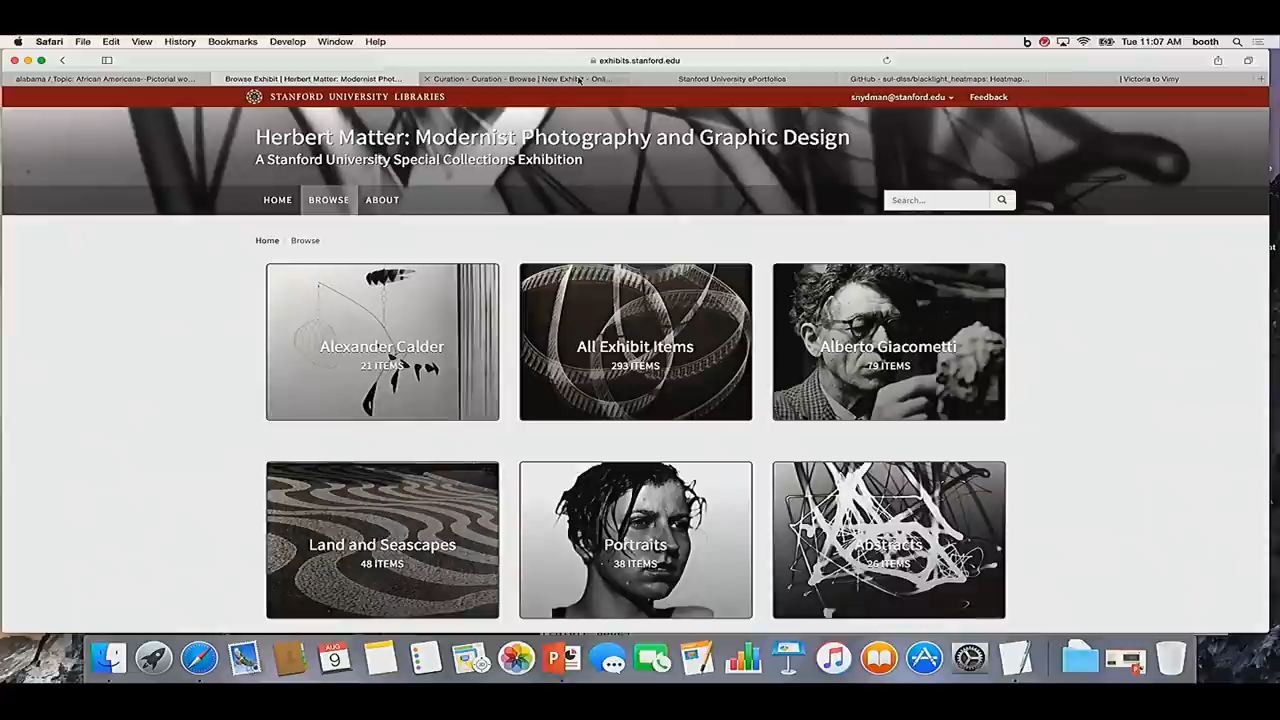 Safari File Edit View History Bookmarks Develop Window Help Tue 11:07 AM booth
exhibits.stanford.edu
alabama / Topic: African Americans--Pictorial wo... Browse Exhibit | Herbert Matter: Modernist Phot... Curation - Curation - Browse | New Exhibit - Onl... Stanford University ePortfolios GitHub - sul-dlss/blacklight_heatmaps: Heatmap... | Victoria to Vimy
STANFORD UNIVERSITY LIBRARIES snydman@stanford.edu Feedback
Herbert Matter: Modernist Photography and Graphic Design
A Stanford University Special Collections Exhibition
HOME BROWSE ABOUT Search...
Home Browse
Alexander Calder
21 ITEMS
All Exhibit Items
293 ITEMS
Alberto Giacometti
79 ITEMS
Land and Seascapes
48 ITEMS
Portraits
38 ITEMS
Abstracts
26 ITEMS
AUG
9